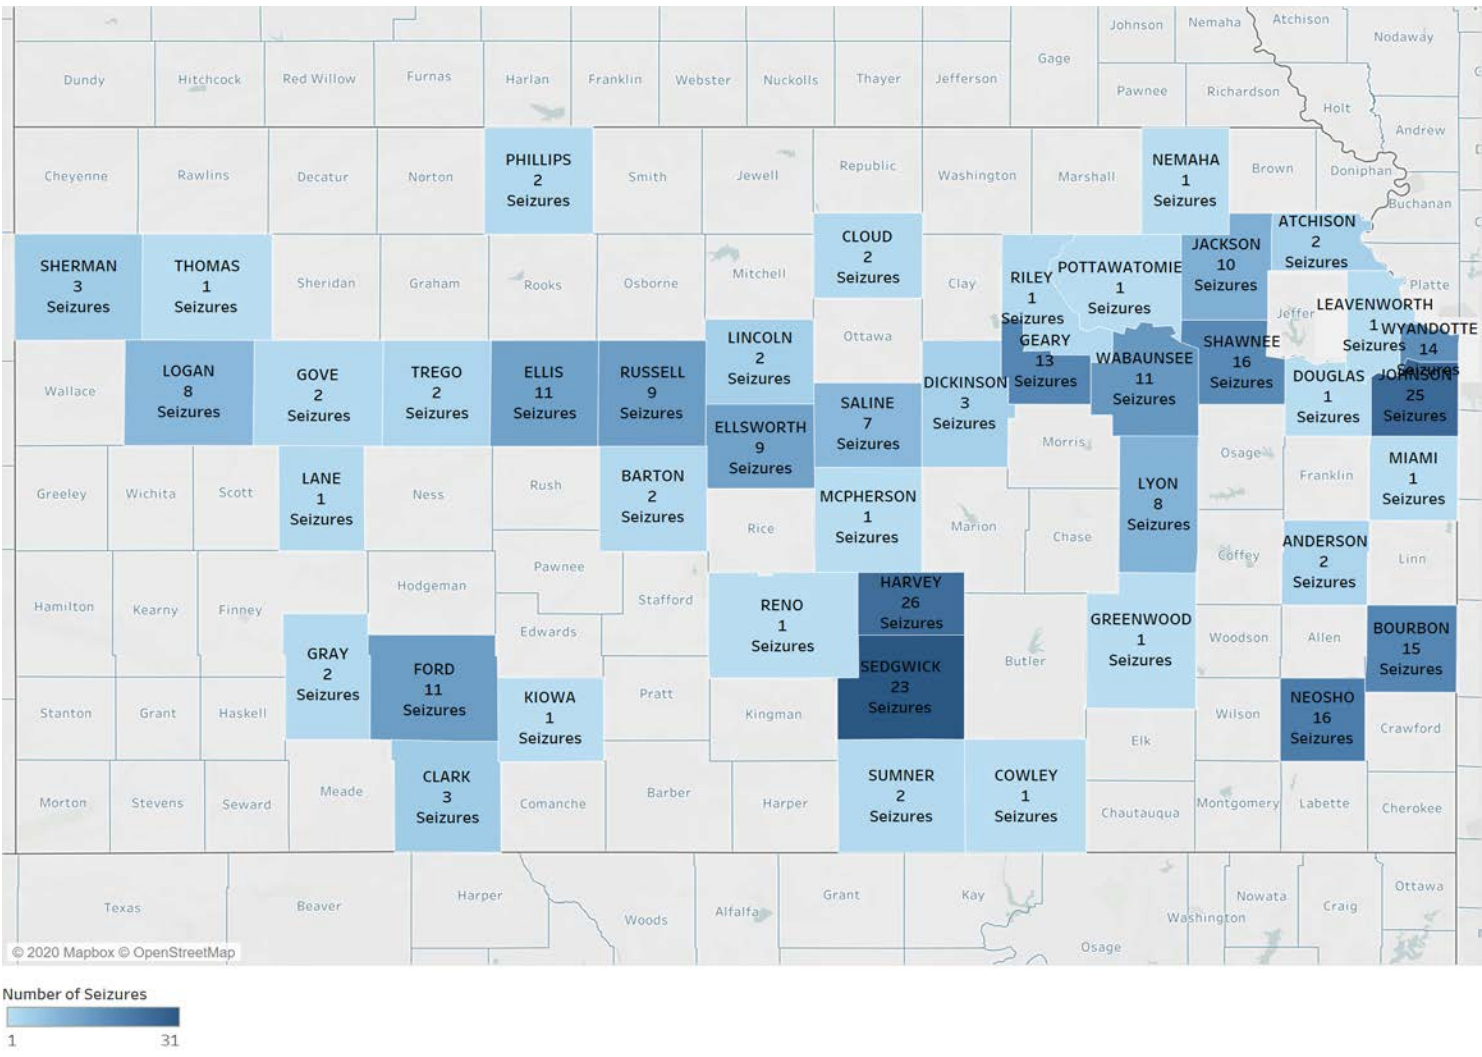 Johnson
Nemaha
Atchison
Nodaway
Gage
Dundy
Hitchcock
Red Willow
Furnas
Harlan
Franklin
Webster
Nuckolls
Thayer
Jefferson
Pawnee
Richardson
Holt
Andrew
Cheyenne
Rawlins
Decatur
Norton
PHILLIPS
2
Seizures
Smith
Jewell
Republic
Washington
Marshall
NEMAHA
1
Seizures
Brown
Doniphan
Buchanan
SHERMAN
3
Seizures
THOMAS
1
Seizures
Sheridan
Graham
Rooks
Osborne
Mitchell
CLOUD
2
Seizures
Clay
RILEY
1
Seizures
POTTAWATOMIE
1
Seizures
JACKSON
10
Seizures
ATCHISON
2
Seizures
Jeffer
LEAVENWORTH
1
Seizures
Platte
WYANDOTTE
14
Seizures
Wallace
LOGAN
8
Seizures
GOVE
2
Seizures
TREGO
2
Seizures
ELLIS
11
Seizures
RUSSELL
9
Seizures
LINCOLN
2
Seizures
Ottawa
ELLSWORTH
9
Seizures
SALINE
7
Seizures
DICKINSON
3
Seizures
GEARY
13
Seizures
WABAUNSEE
11
Seizures
SHAWNEE
16
Seizures
DOUGLAS
1
Seizures
JOHNSON
25
Seizures
Greeley
Wichita
Scott
LANE
1
Seizures
Ness
Rush
BARTON
2
Seizures
Rice
MCPHERSON
1
Seizures
Marion
Morris
Chase
LYON
8
Seizures
Osage
Franklin
MIAMI
1
Seizures
Coffey
ANDERSON
2
Seizures
Linn
Hamilton
Kearny
Finney
Hodgeman
Pawnee
Edwards
Stafford
RENO
1
Seizures
HARVEY
26
Seizures
SEDGWICK
23
Seizures
Butler
GREENWOOD
1
Seizures
Woodson
Allen
BOURBON
15
Seizures
Stanton
Grant
Haskell
GRAY
2
Seizures
FORD
11
Seizures
KIOWA
1
Seizures
Pratt
Kingman
Elk
Wilson
NEOSHO
16
Seizures
Crawford
Morton
Stevens
Seward
Meade
CLARK
3
Seizures
Comanche
Barber
Harper
SUMNER
2
Seizures
COWLEY
1
Seizures
Chautauqua
Montgomery
Labette
Cherokee
Texas
Beaver
Harper
Woods
Alfalfa
Grant
Kay
Osage
Washington
Nowata
Craig
Ottawa
© 2020 Mapbox © OpenStreetMap
Number of Seizures
1
31